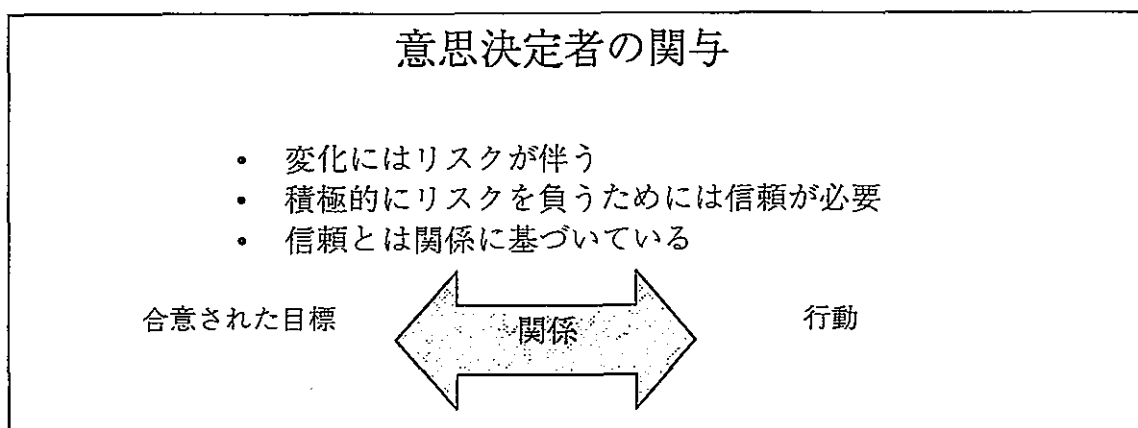 意思決定者の関与
• 変化にはリスクが伴う
• 積極的にリスクを負うためには信頼が必要
• 信頼とは関係に基づいている
合意された目標 関係 行動